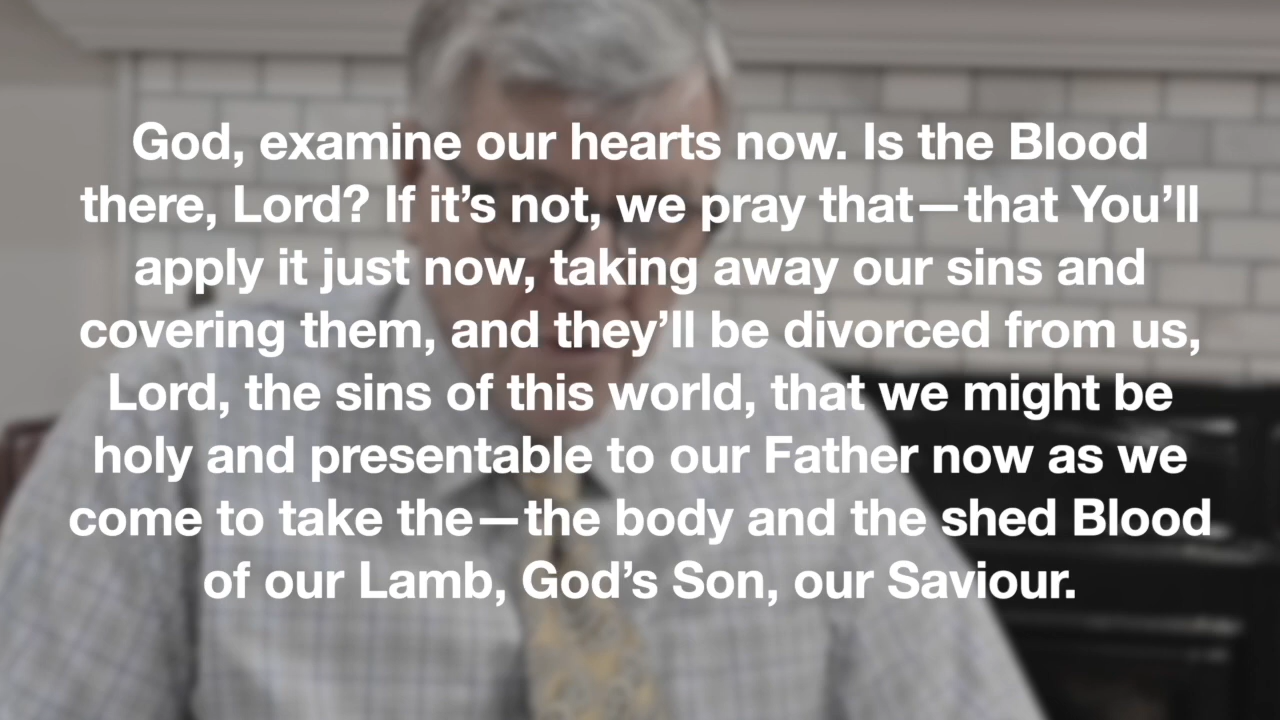 God, examine our hearts now. Is the Blood
there, Lord? If it’s not, we pray that—that You’ll
apply it just now, taking away our sins and
covering them, and they’ll be divorced from us,
Lord, the sins of this world, that we might be
holy and presentable to our Father now as we
come to take the—the body and the shed Blood
of our Lamb, God’s Son, our Saviour.